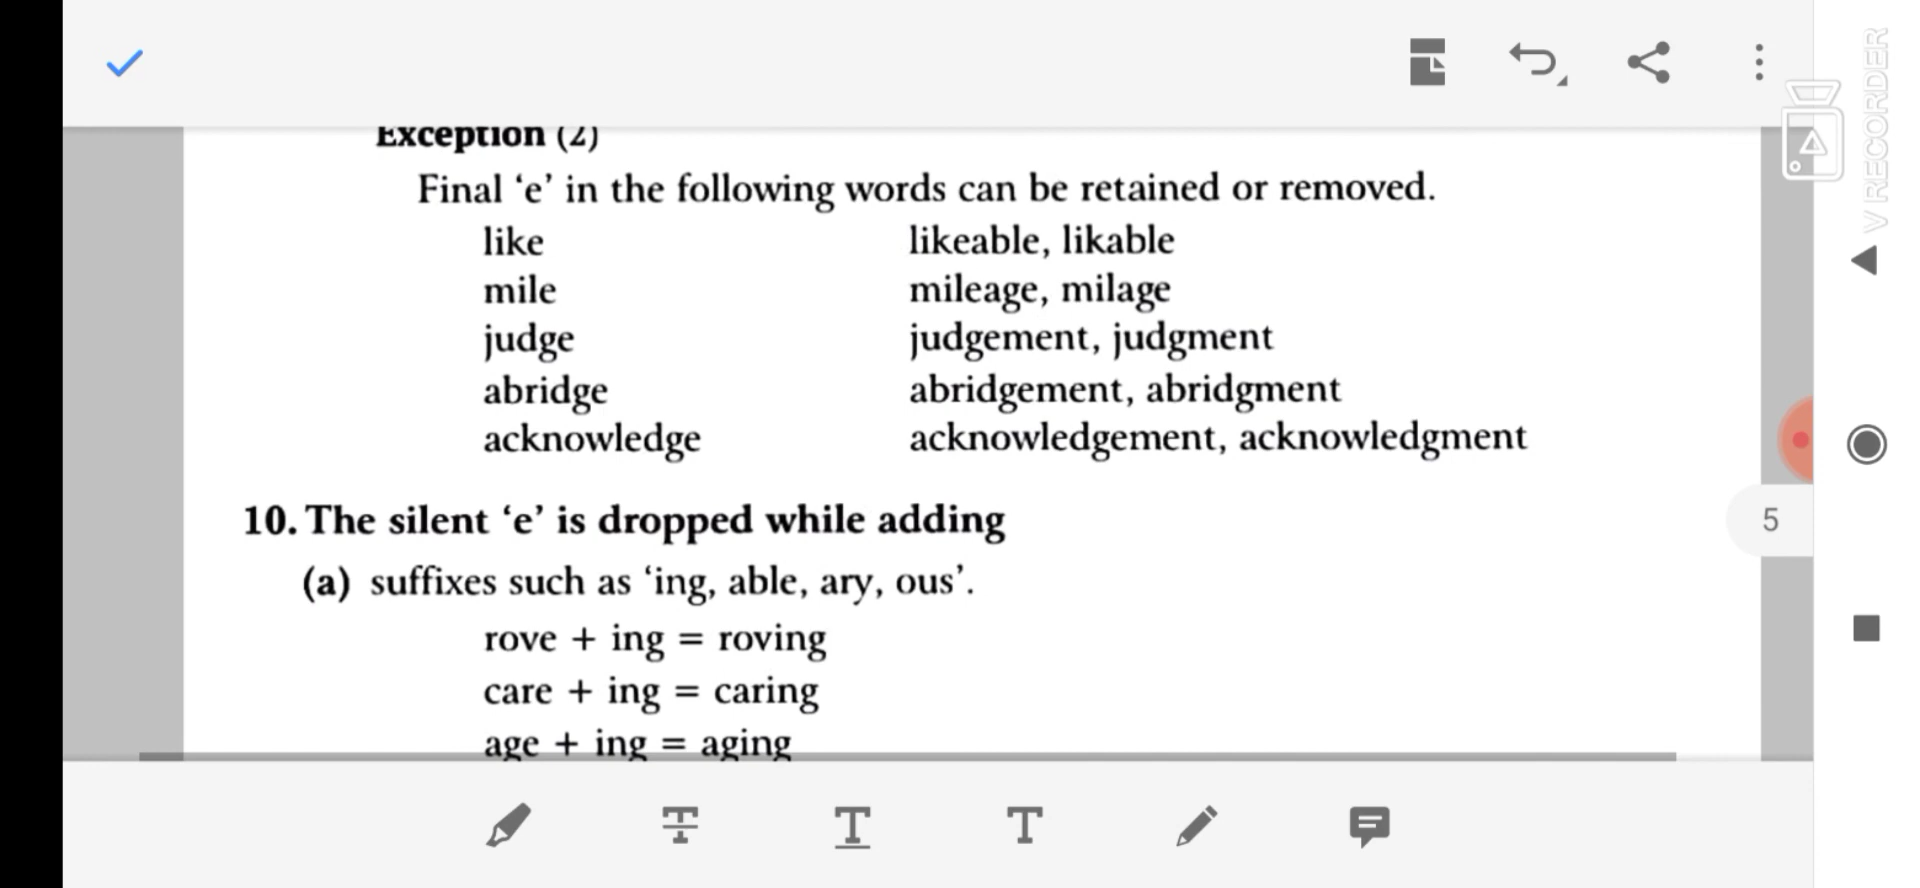 Exception (2)
Final ‘e’ in the following words can be retained or removed.
like likeable, likable
mile mileage, milage
judge judgement, judgment
abridge abridgement, abridgment
acknowledge acknowledgement, acknowledgment
10. The silent ‘e’ is dropped while adding
(a) suffixes such as ‘ing, able, ary, ous’.
rove + ing = roving
care + ing = caring
age + ing = aging
5
V RECORDER